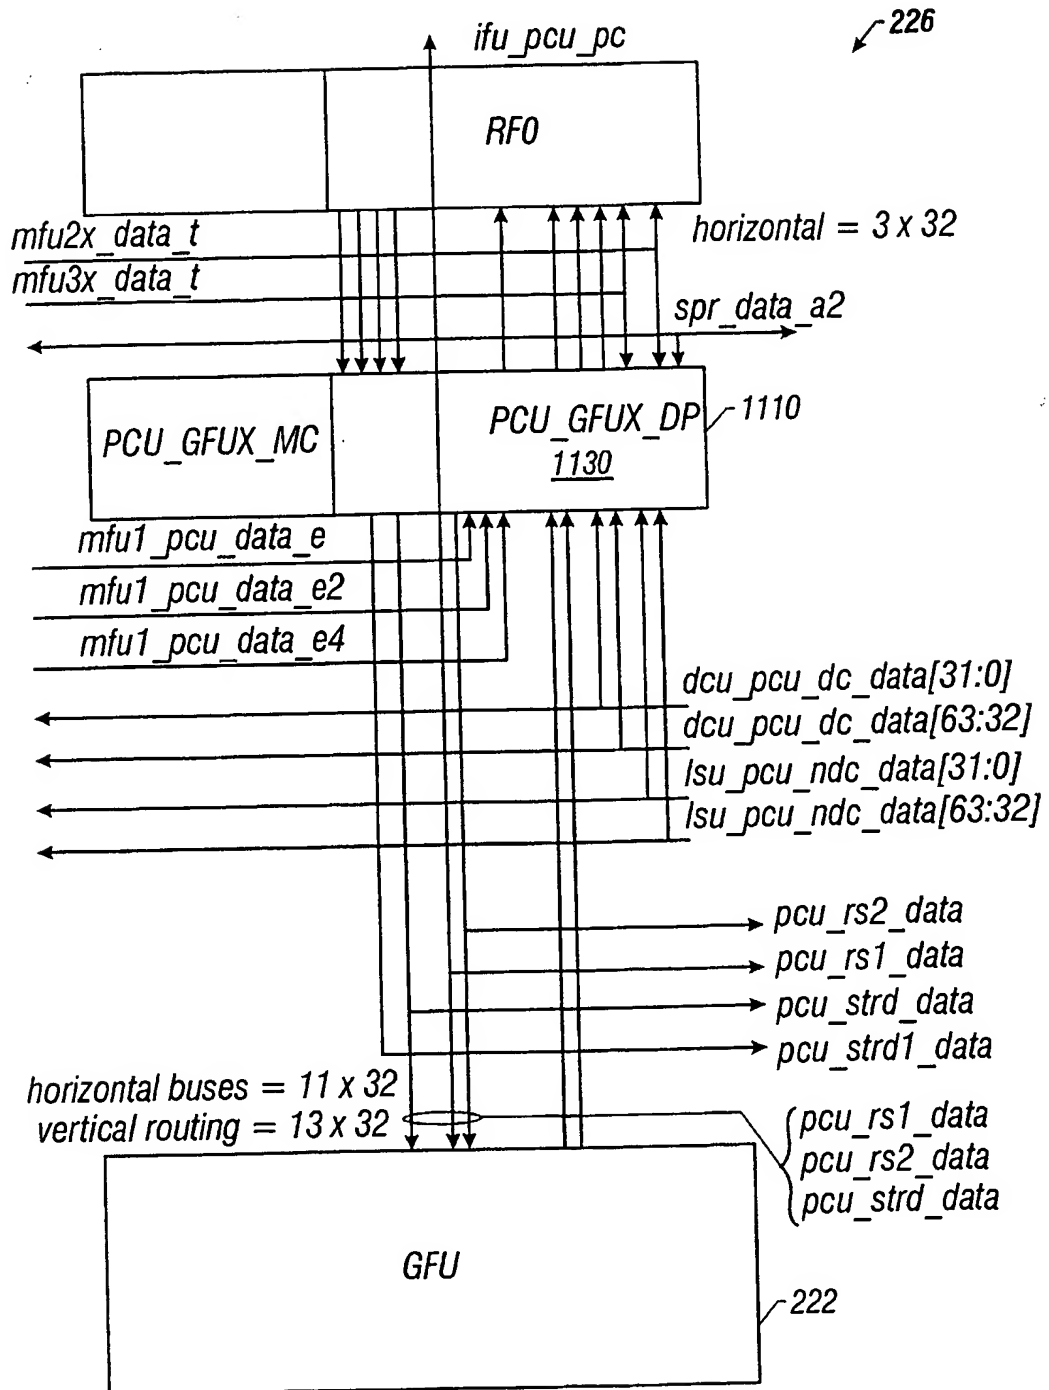 226
ifu_pcu_pc
RF0
mfu2x_data_t
horizontal = 3 x 32
mfu3x_data_t
spr_data_a2
PCU_GFUX_MC
PCU_GFUX_DP
1110
1130
mfu1_pcu_data_e
mfu1_pcu_data_e2
mfu1_pcu_data_e4
dcu_pcu_dc_data[31:0]
dcu_pcu_dc_data[63:32]
lsu_pcu_ndc_data[31:0]
lsu_pcu_ndc_data[63:32]
pcu_rs2_data
pcu_rs1_data
pcu_strd_data
pcu_strd1_data
horizontal buses = 11 x 32
vertical routing = 13 x 32
pcu_rs1_data
pcu_rs2_data
pcu_strd_data
GFU
222